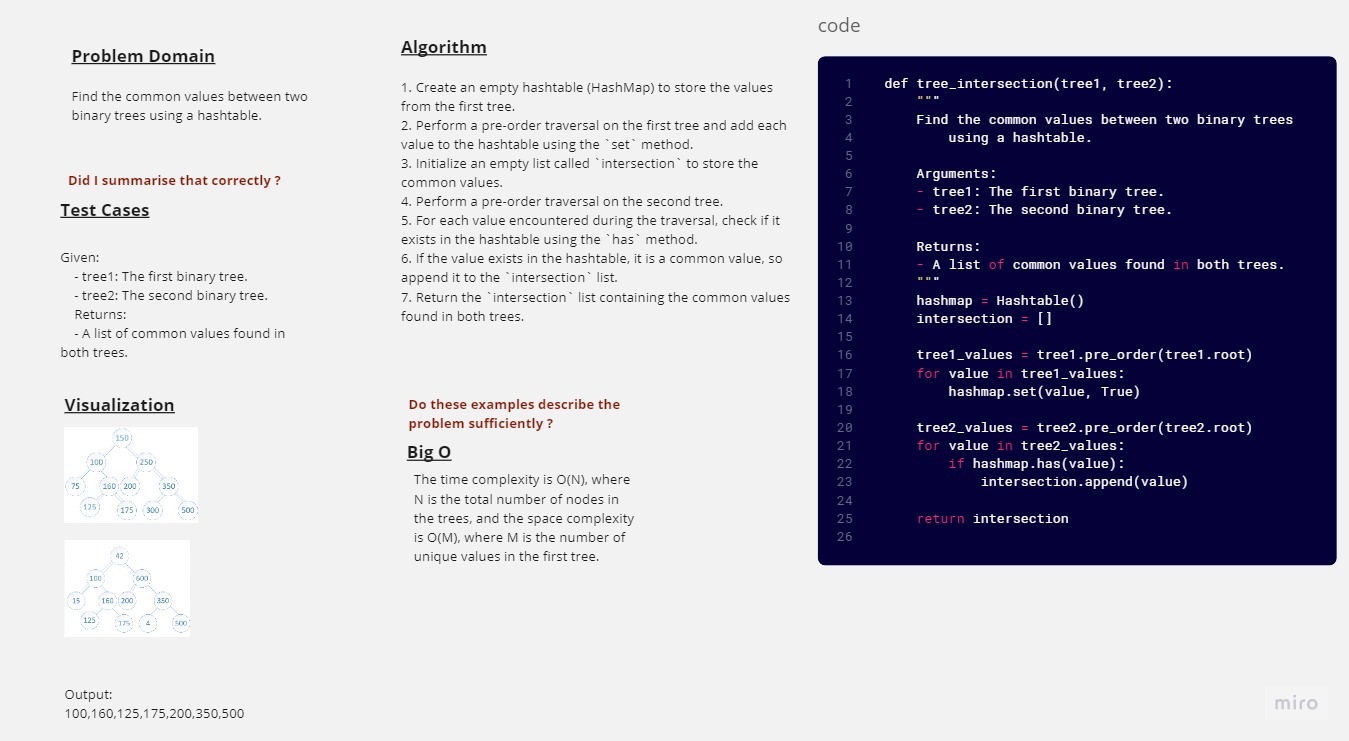 Problem Domain
Find the common values between two
binary trees using a hashtable.
Did I summarise that correctly ?
Test Cases
Given:
- tree1: The first binary tree.
- tree2: The second binary tree.
Returns:
- A list of common values found in
both trees.
Visualization
150
100 250
75 160 200 350
125 175 300 500
42
100 600
15 160 200 350
125 175 4 500
Output:
100,160,125,175,200,350,500
Algorithm
1. Create an empty hashtable (HashMap) to store the values
from the first tree.
2. Perform a pre-order traversal on the first tree and add each
value to the hashtable using the `set` method.
3. Initialize an empty list called `intersection` to store the
common values.
4. Perform a pre-order traversal on the second tree.
5. For each value encountered during the traversal, check if it
exists in the hashtable using the `has` method.
6. If the value exists in the hashtable, it is a common value, so
append it to the `intersection` list.
7. Return the `intersection` list containing the common values
found in both trees.
Do these examples describe the
problem sufficiently ?
Big O
The time complexity is O(N), where
N is the total number of nodes in
the trees, and the space complexity
is O(M), where M is the number of
unique values in the first tree.
code
1 def tree_intersection(tree1, tree2):
2 """
3 Find the common values between two binary trees
4 using a hashtable.
5
6 Arguments:
7 - tree1: The first binary tree.
8 - tree2: The second binary tree.
9
10 Returns:
11 - A list of common values found in both trees.
12 """
13 hashmap = Hashtable()
14 intersection = []
15
16 tree1_values = tree1.pre_order(tree1.root)
17 for value in tree1_values:
18 hashmap.set(value, True)
19
20 tree2_values = tree2.pre_order(tree2.root)
21 for value in tree2_values:
22 if hashmap.has(value):
23 intersection.append(value)
24
25 return intersection
26
miro